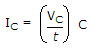 I_C = (V_C / t) C